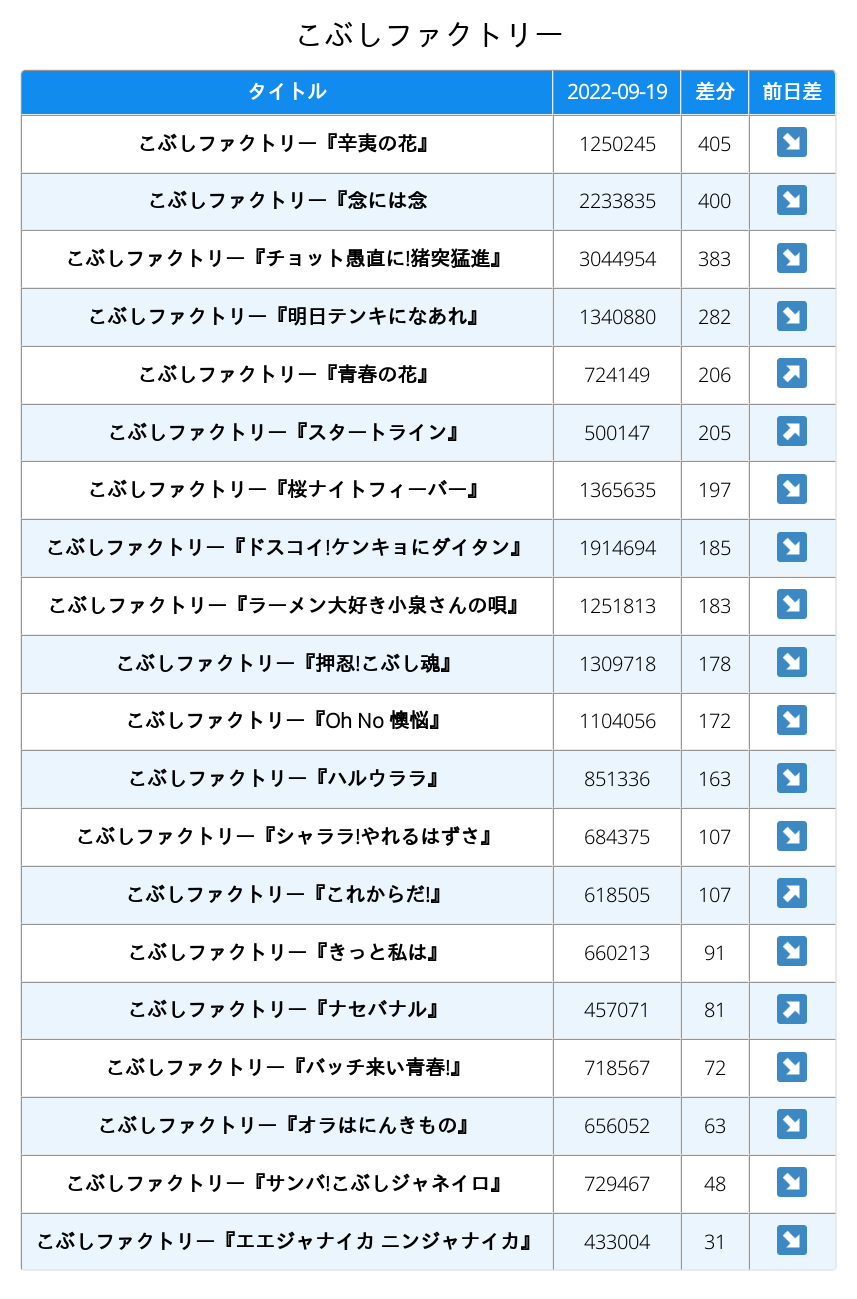 こぶしファクトリー
タイトル 2022-09-19 差分 前日差
こぶしファクトリー『辛夷の花』 1250245 405 ↘
こぶしファクトリー『念には念 2233835 400 ↘
こぶしファクトリー『チョット愚直に!猪突猛進』 3044954 383 ↘
こぶしファクトリー『明日テンキになあれ』 1340880 282 ↘
こぶしファクトリー『青春の花』 724149 206 ↗
こぶしファクトリー『スタートライン』 500147 205 ↗
こぶしファクトリー『桜ナイトフィーバー』 1365635 197 ↘
こぶしファクトリー『ドスコイ!ケンキョにダイタン』 1914694 185 ↘
こぶしファクトリー『ラーメン大好き小泉さんの唄』 1251813 183 ↘
こぶしファクトリー『押忍!こぶし魂』 1309718 178 ↘
こぶしファクトリー『Oh No 懊悩』 1104056 172 ↘
こぶしファクトリー『ハルウララ』 851336 163 ↘
こぶしファクトリー『シャララ!やれるはずさ』 684375 107 ↘
こぶしファクトリー『これからだ!』 618505 107 ↗
こぶしファクトリー『きっと私は』 660213 91 ↘
こぶしファクトリー『ナセバナル』 457071 81 ↗
こぶしファクトリー『バッチ来い青春!』 718567 72 ↘
こぶしファクトリー『オラはにんきもの』 656052 63 ↘
こぶしファクトリー『サンバ!こぶしジャネイロ』 729467 48 ↘
こぶしファクトリー『エエジャナイカ ニンジャナイカ』 433004 31 ↘